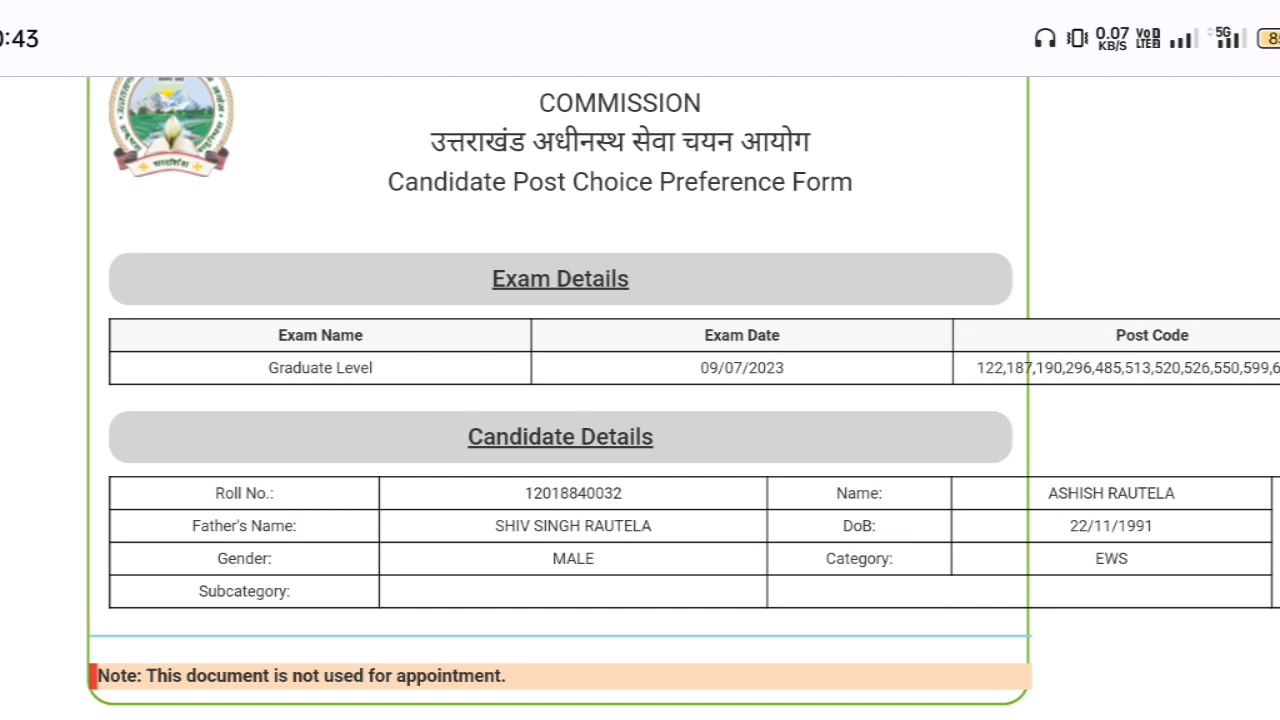 0:43 0.07 KB/S VoD LTE2 5G
COMMISSION
उत्तराखंड अधीनस्थ सेवा चयन आयोग
Candidate Post Choice Preference Form
Exam Details
Exam Name Exam Date Post Code
Graduate Level 09/07/2023 122,187,190,296,485,513,520,526,550,599,6
Candidate Details
Roll No.: 12018840032 Name: ASHISH RAUTELA
Father's Name: SHIV SINGH RAUTELA DoB: 22/11/1991
Gender: MALE Category: EWS
Subcategory:
Note: This document is not used for appointment.